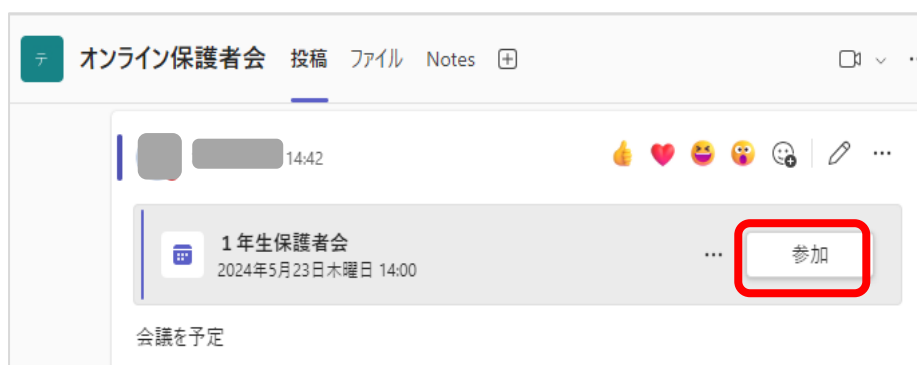 テ オンライン保護者会 投稿 ファイル Notes
14:42
1年生保護者会
2024年5月23日木曜日 14:00
参加
会議を予定